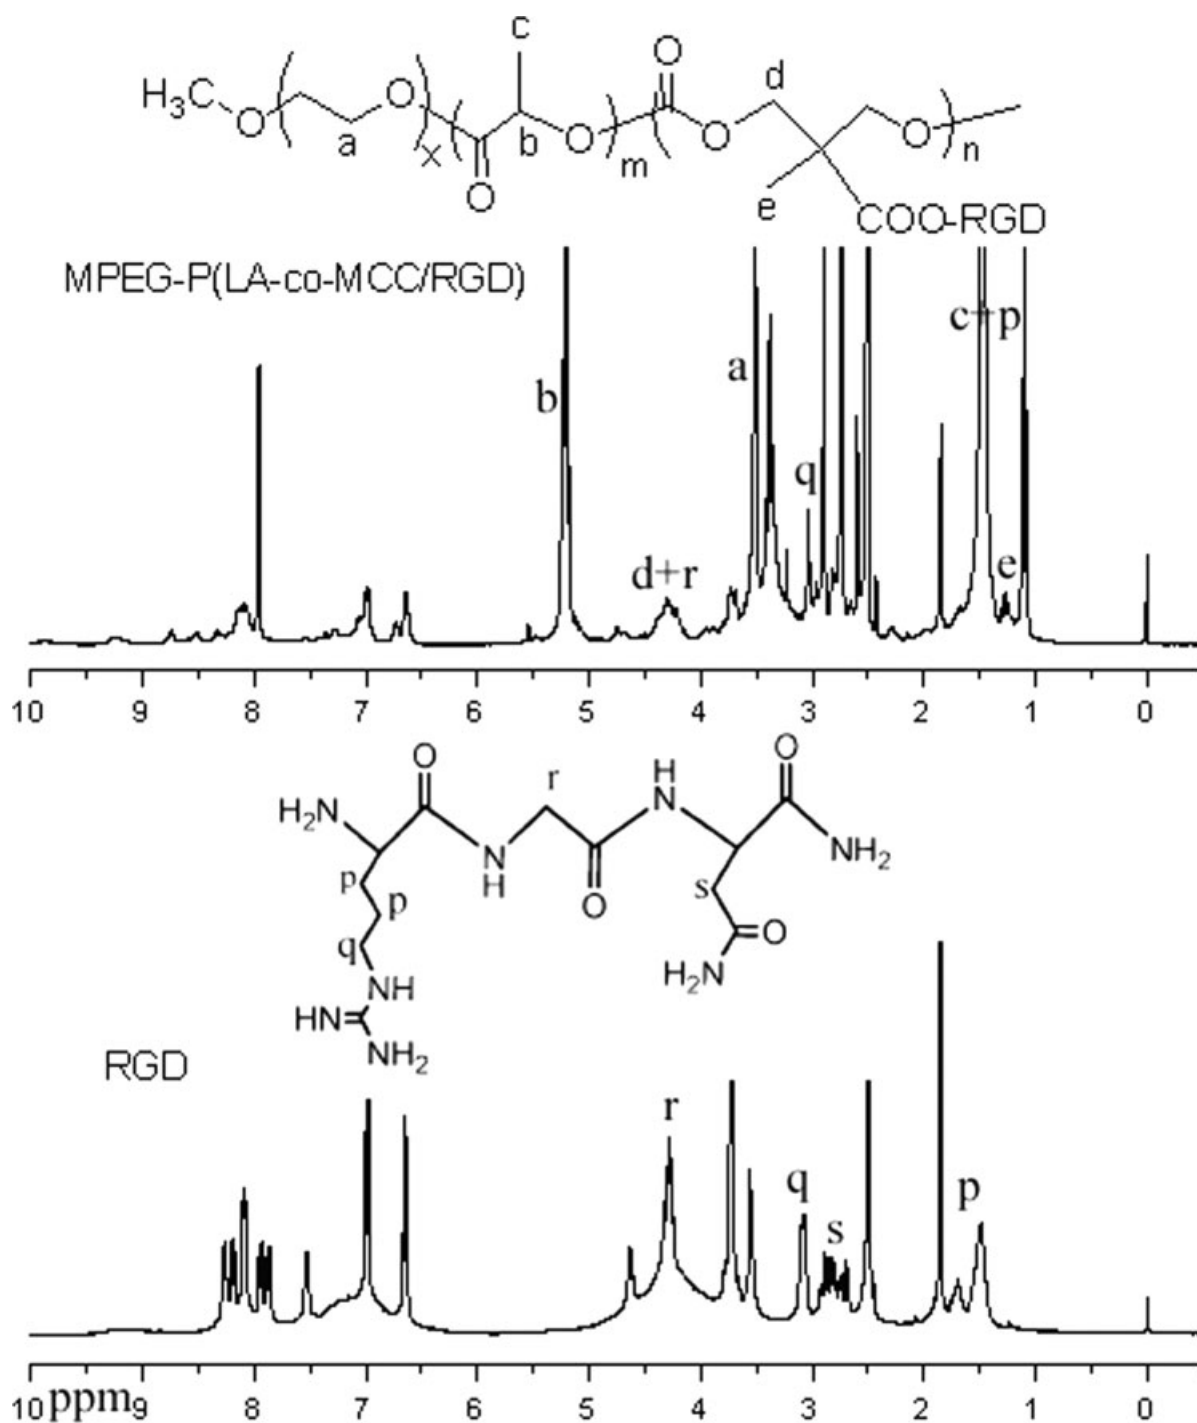 c
O
d
H₃C
O
O
a
x
O
b
O
m
O
O
n
e
COO-RGD
MPEG-P(LA-co-MCC/RGD)
c+p
a
b
q
d+r
e
10 9 8 7 6 5 4 3 2 1 0
O
H
N
O
r
H₂N
N
H
O
NH₂
p
p
s
q
O
H₂N
NH
HN
NH₂
RGD
r
q
s
p
10 ppm 9 8 7 6 5 4 3 2 1 0